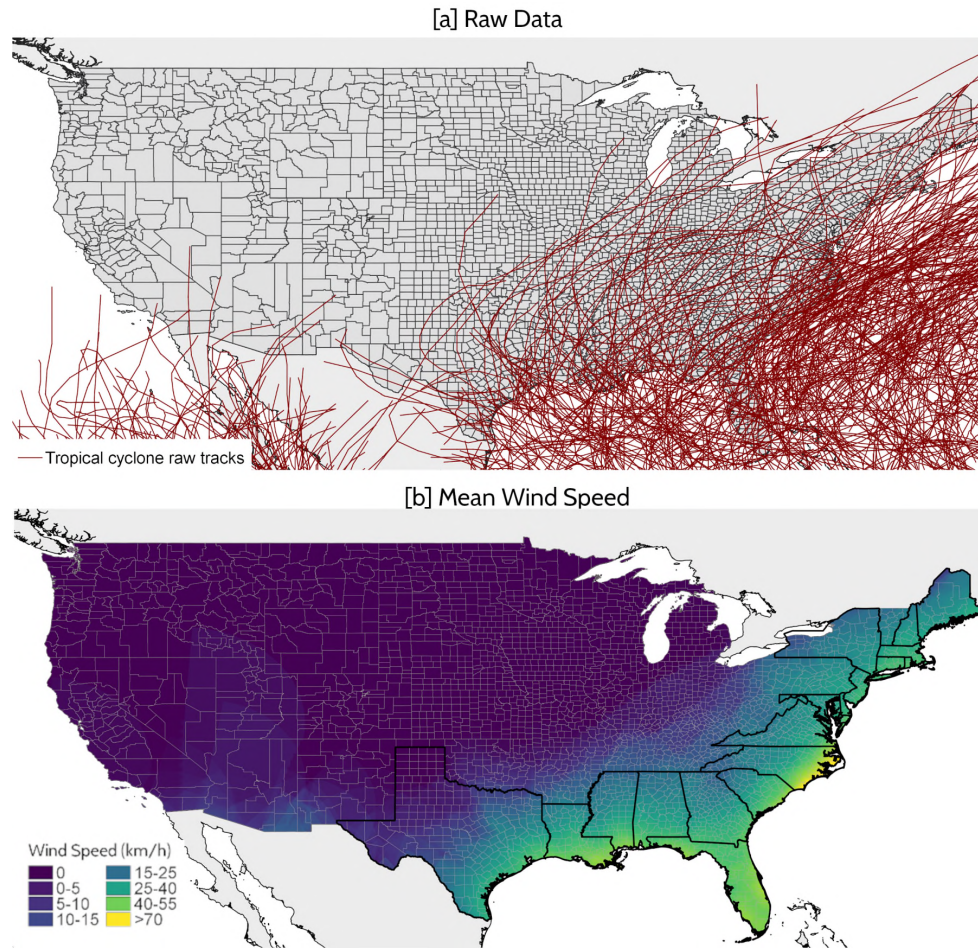 [a] Raw Data
Tropical cyclone raw tracks
[b] Mean Wind Speed
Wind Speed (km/h)
0 15-25
0-5 25-40
5-10 40-55
10-15 >70